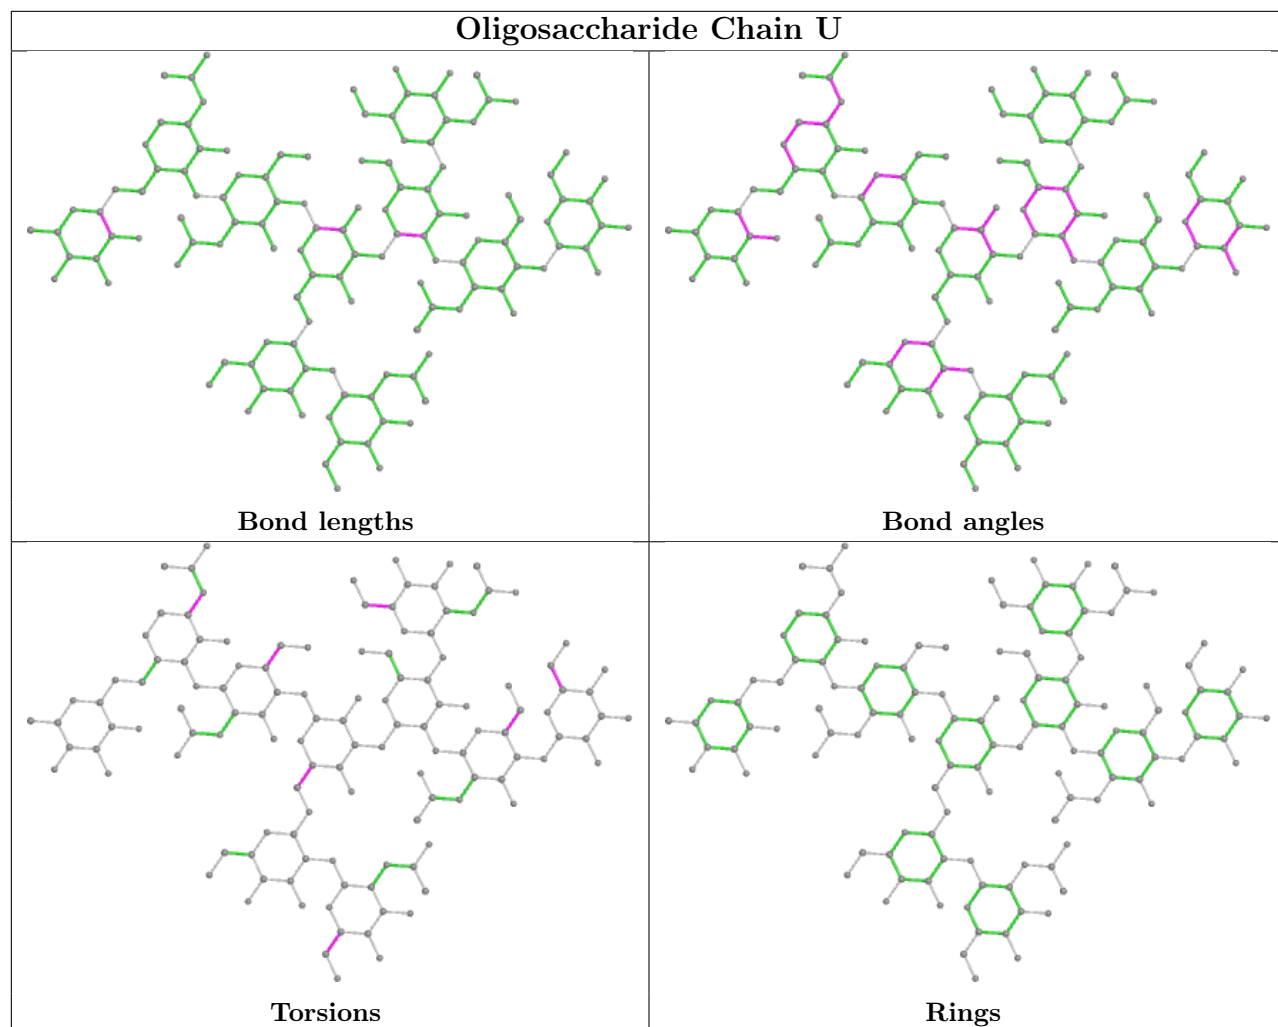 Oligosaccharide Chain U
Bond lengths
Bond angles
Torsions
Rings